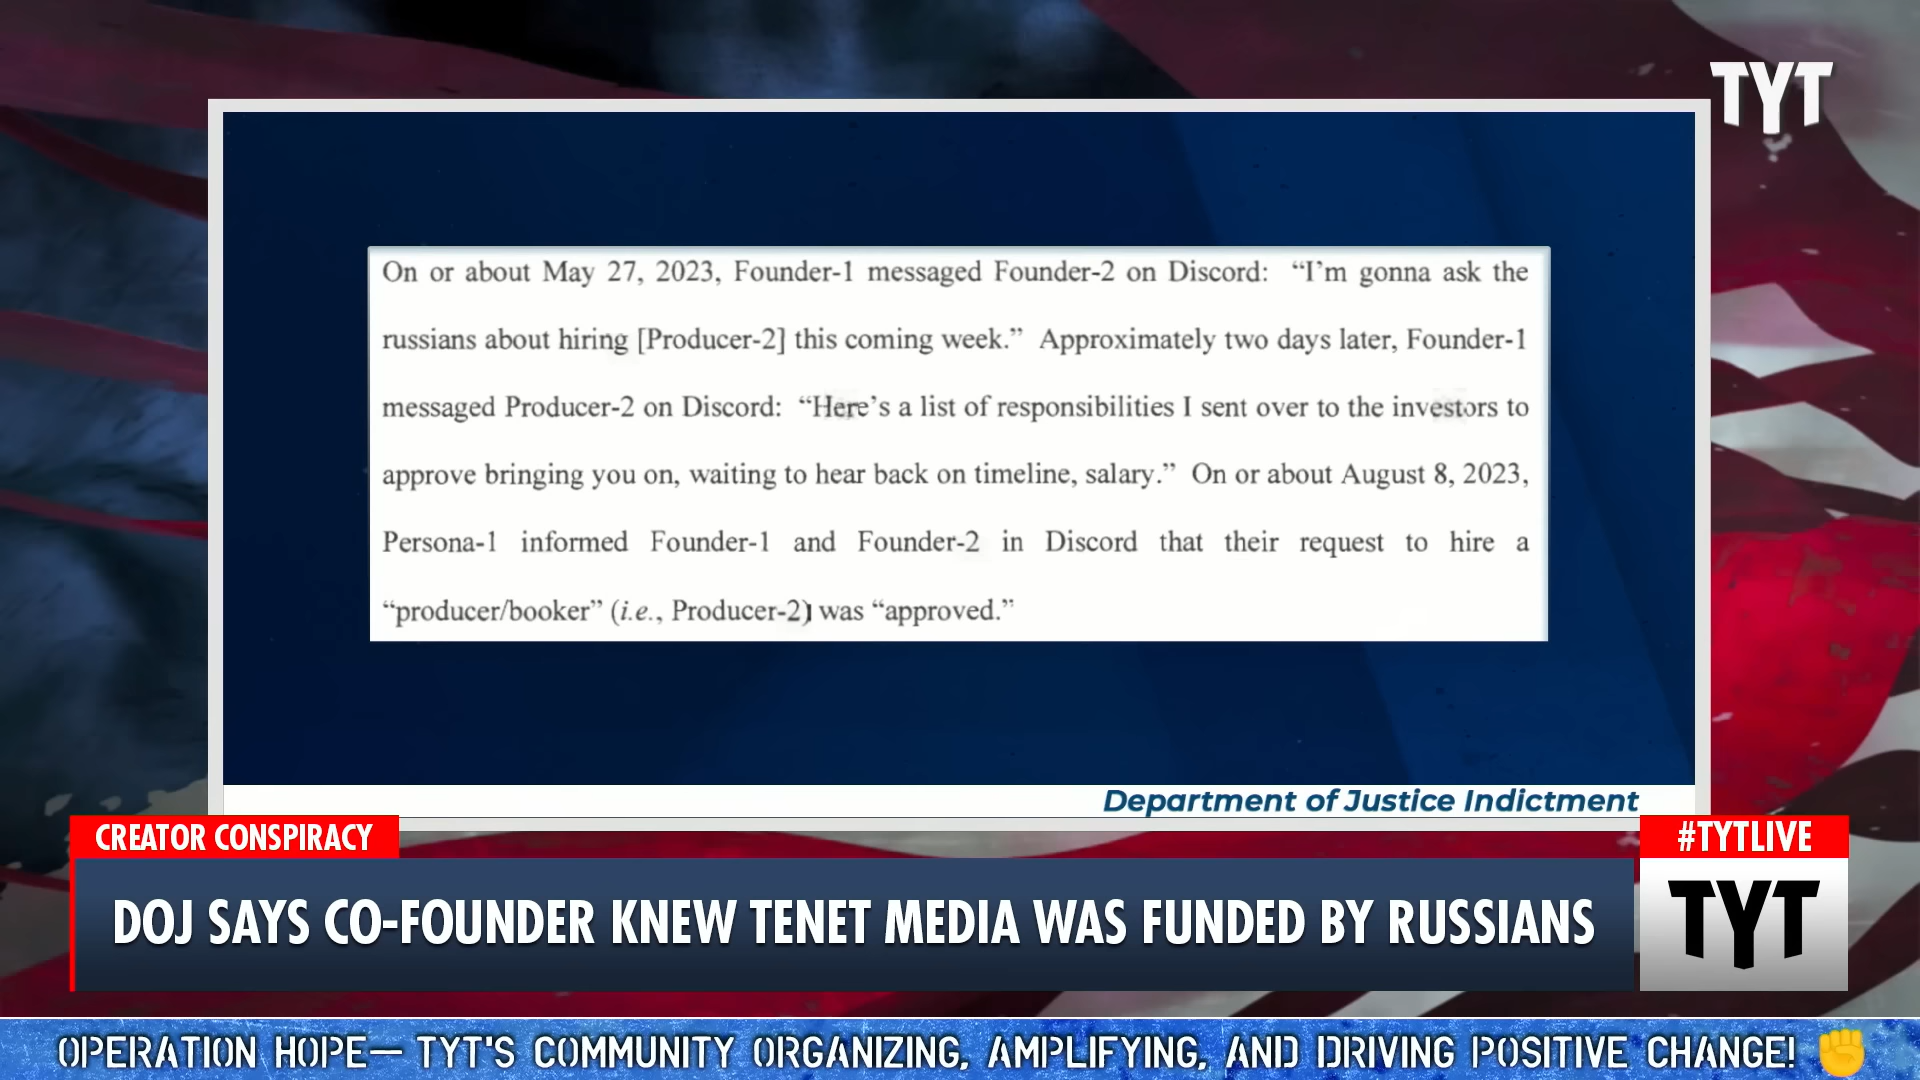 TYT
On or about May 27, 2023, Founder-1 messaged Founder-2 on Discord: “I’m gonna ask the
russians about hiring [Producer-2] this coming week.” Approximately two days later, Founder-1
messaged Producer-2 on Discord: “Here’s a list of responsibilities I sent over to the investors to
approve bringing you on, waiting to hear back on timeline, salary.” On or about August 8, 2023,
Persona-1 informed Founder-1 and Founder-2 in Discord that their request to hire a
“producer/booker” (i.e., Producer-2) was “approved.”
Department of Justice Indictment
CREATOR CONSPIRACY
#TYTLIVE
DOJ SAYS CO-FOUNDER KNEW TENET MEDIA WAS FUNDED BY RUSSIANS
TYT
OPERATION HOPE— TYT'S COMMUNITY ORGANIZING, AMPLIFYING, AND DRIVING POSITIVE CHANGE!